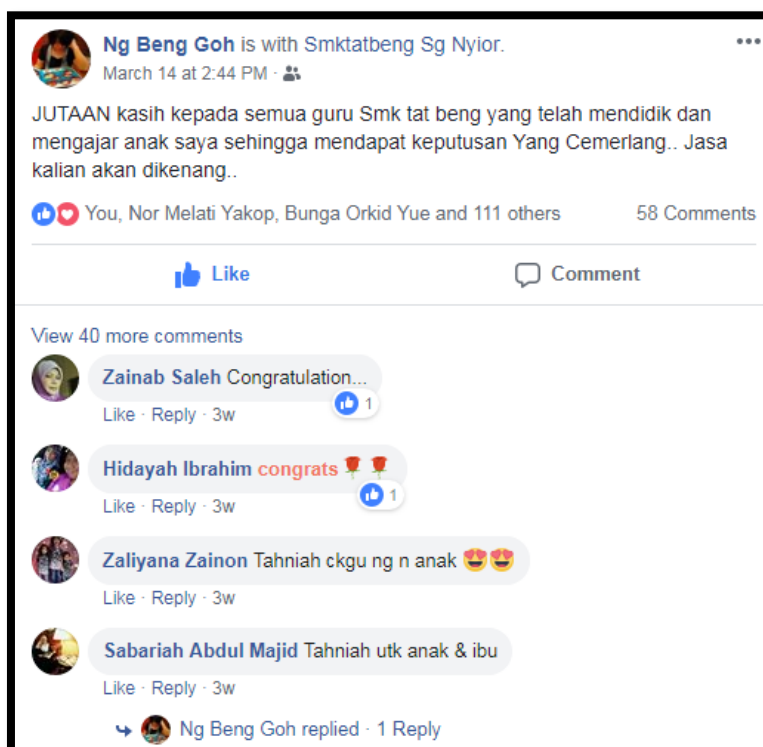 Ng Beng Goh is with Smktatbeng Sg Nyior.
March 14 at 2:44 PM ·
JUTAAN kasih kepada semua guru Smk tat beng yang telah mendidik dan
mengajar anak saya sehingga mendapat keputusan Yang Cemerlang.. Jasa
kalian akan dikenang..
You, Nor Melati Yakop, Bunga Orkid Yue and 111 others 58 Comments
Like Comment
View 40 more comments
Zainab Saleh Congratulation...
1
Like · Reply · 3w
Hidayah Ibrahim congrats 🌹 🌹
1
Like · Reply · 3w
Zaliyana Zainon Tahniah ckgu ng n anak 😍😍
Like · Reply · 3w
Sabariah Abdul Majid Tahniah utk anak & ibu
Like · Reply · 3w
Ng Beng Goh replied · 1 Reply